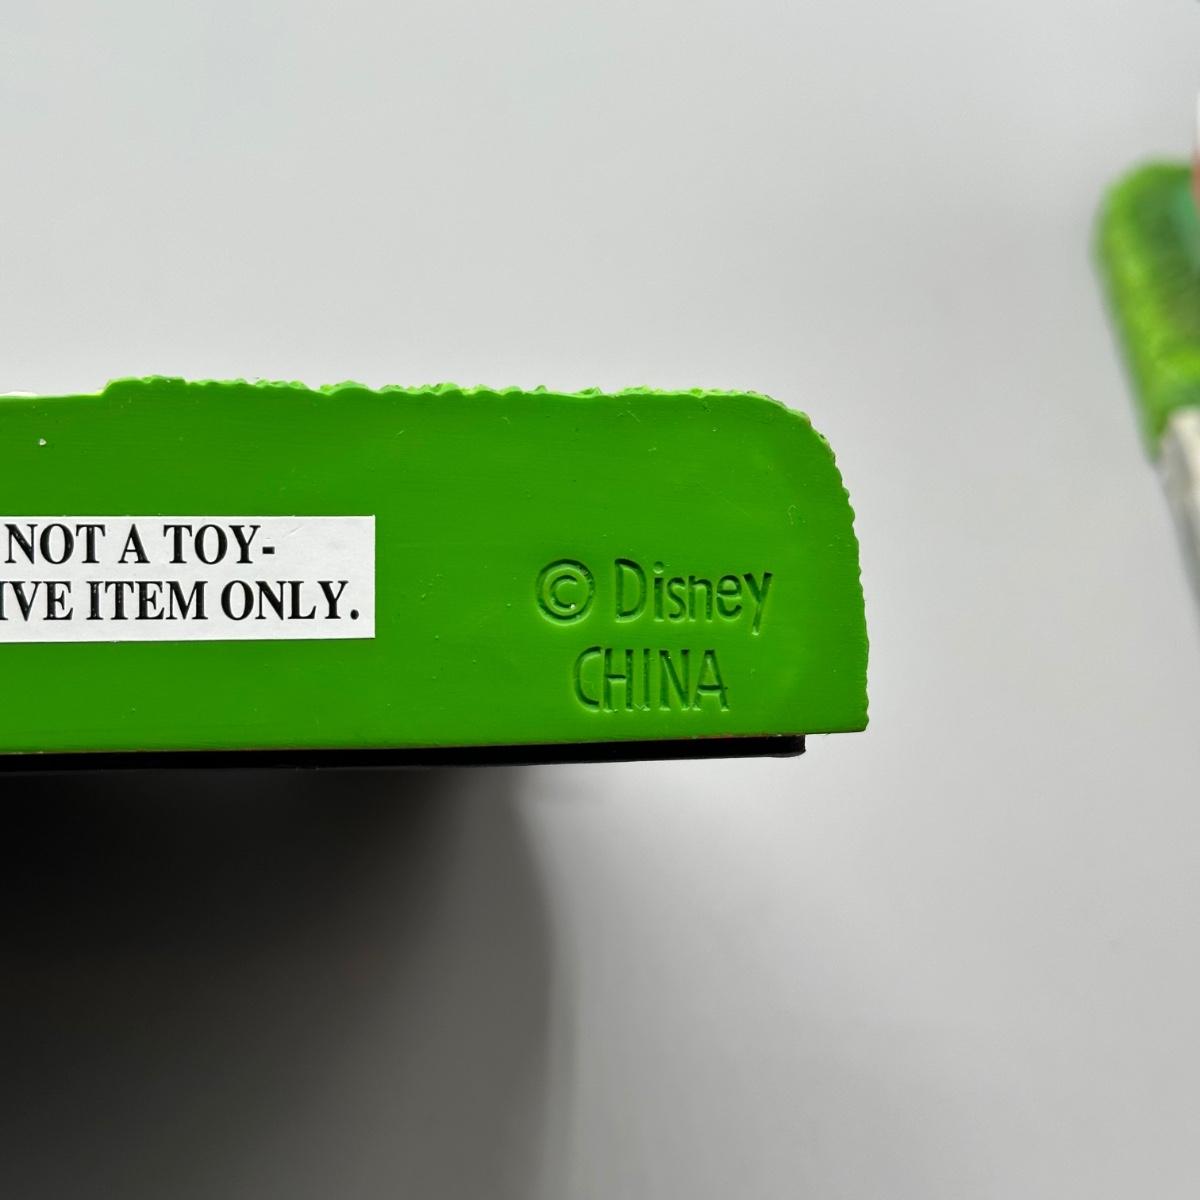 NOT A TOY-
IVE ITEM ONLY.
© Disney
CHINA